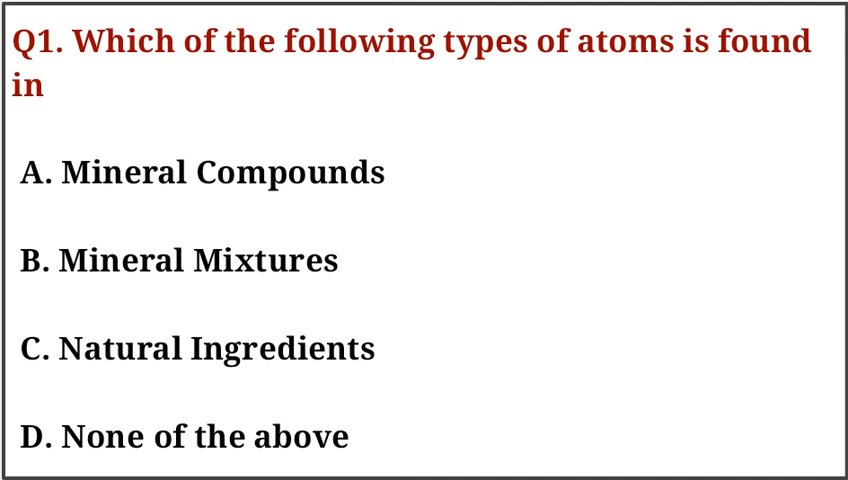 Q1. Which of the following types of atoms is found
in
A. Mineral Compounds
B. Mineral Mixtures
C. Natural Ingredients
D. None of the above